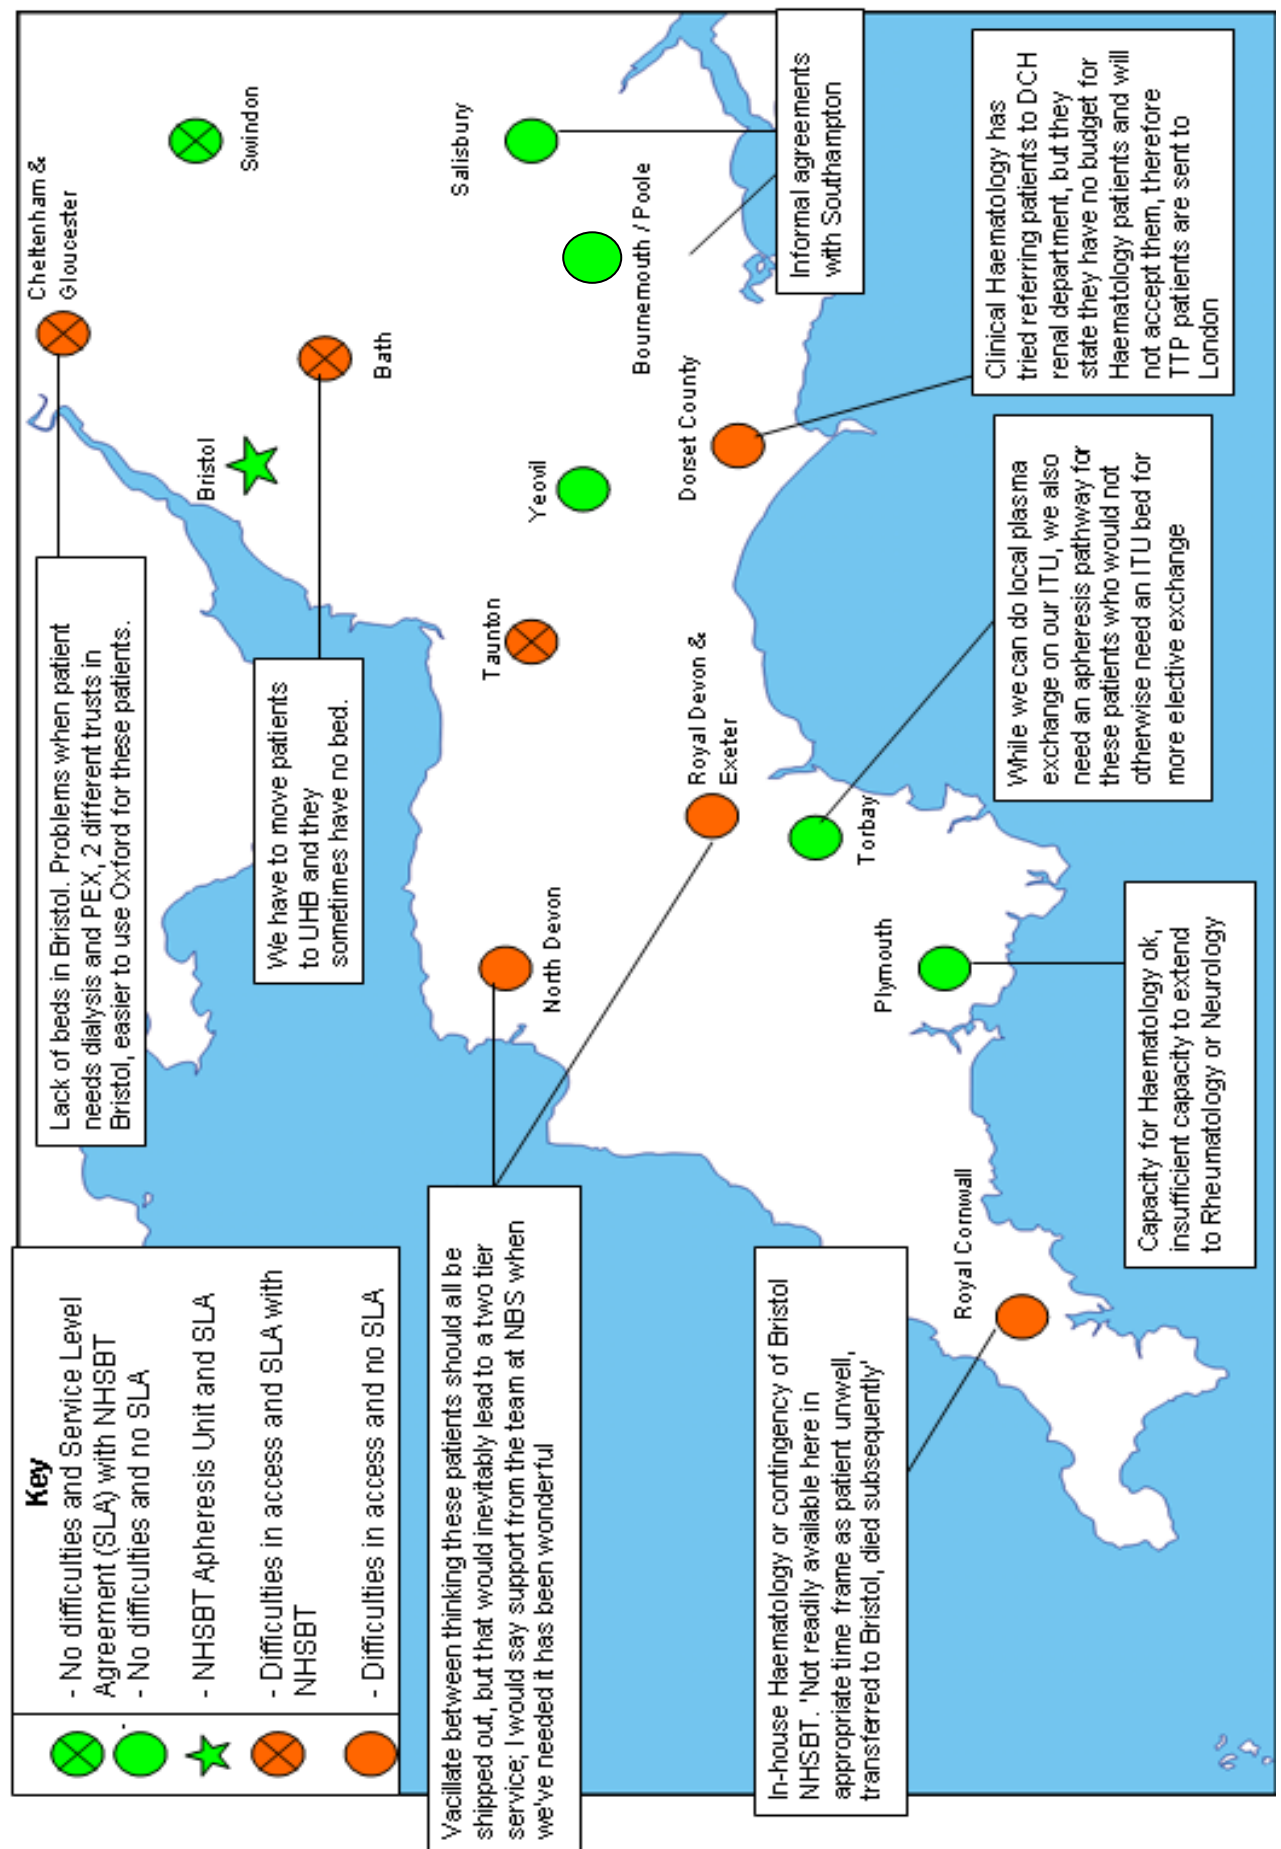 Key
- No difficulties and Service Level
Agreement (SLA) with NHSBT
- No difficulties and no SLA
- NHSBT Apheresis Unit and SLA
- Difficulties in access and SLA with
NHSBT
- Difficulties in access and no SLA
Lack of beds in Bristol. Problems when patient
needs dialysis and PEX, 2 different trusts in
Bristol, easier to use Oxford for these patients.
Cheltenham &
Gloucester
Swindon
Bristol
Bath
We have to move patients
to UHB and they
sometimes have no bed.
Vacillate between thinking these patients should all be
shipped out, but that would inevitably lead to a two tier
service; I would say support from the team at NBS when
we've needed it has been wonderful
North Devon
Taunton
Yeovil
Salisbury
Bournemouth / Poole
Royal Devon &
Exeter
Dorset County
Informal agreements
with Southampton
In-house Haematology or contingency of Bristol
NHSBT. 'Not readily available here in
appropriate time frame as patient unwell,
transferred to Bristol, died subsequently'
Royal Cornwall
Plymouth
Torbay
Capacity for Haematology ok,
insufficient capacity to extend
to Rheumatology or Neurology
While we can do local plasma
exchange on our ITU, we also
need an apheresis pathway for
these patients who would not
otherwise need an ITU bed for
more elective exchange
Clinical Haematology has
tried referring patients to DCH
renal department, but they
state they have no budget for
Haematology patients and will
not accept them, therefore
TTP patients are sent to
London